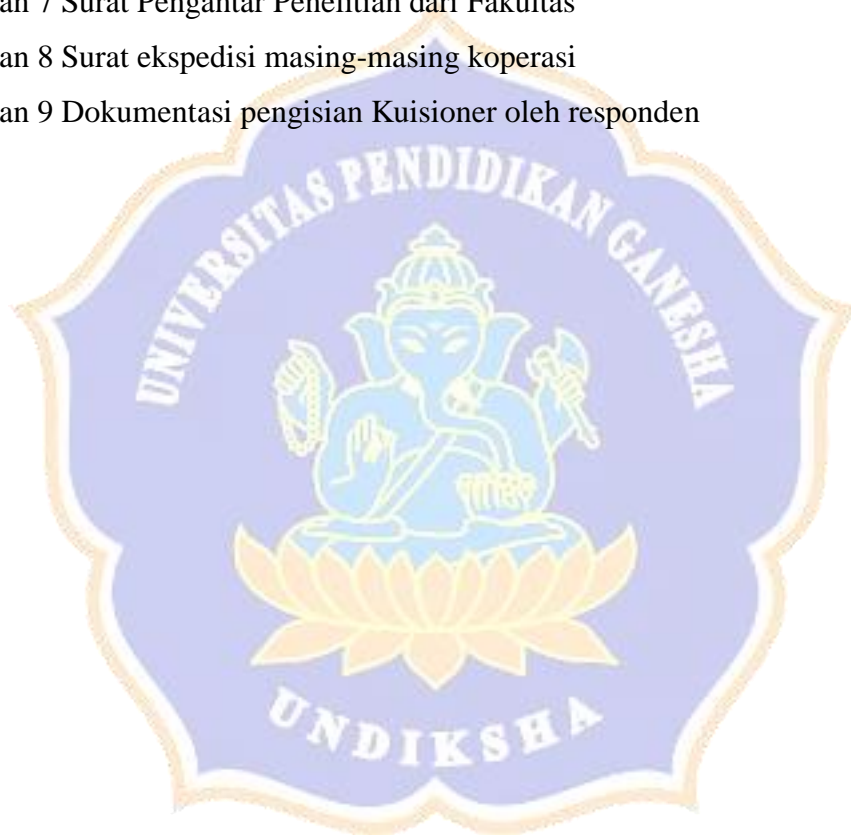 an 7 Surat Pengantar Penelitian dari Fakultas
an 8 Surat ekspedisi masing-masing koperasi
an 9 Dokumentasi pengisian Kuisioner oleh responden
UNIVERSITAS PENDIDIKAN GANESHA
UNDIKSHA